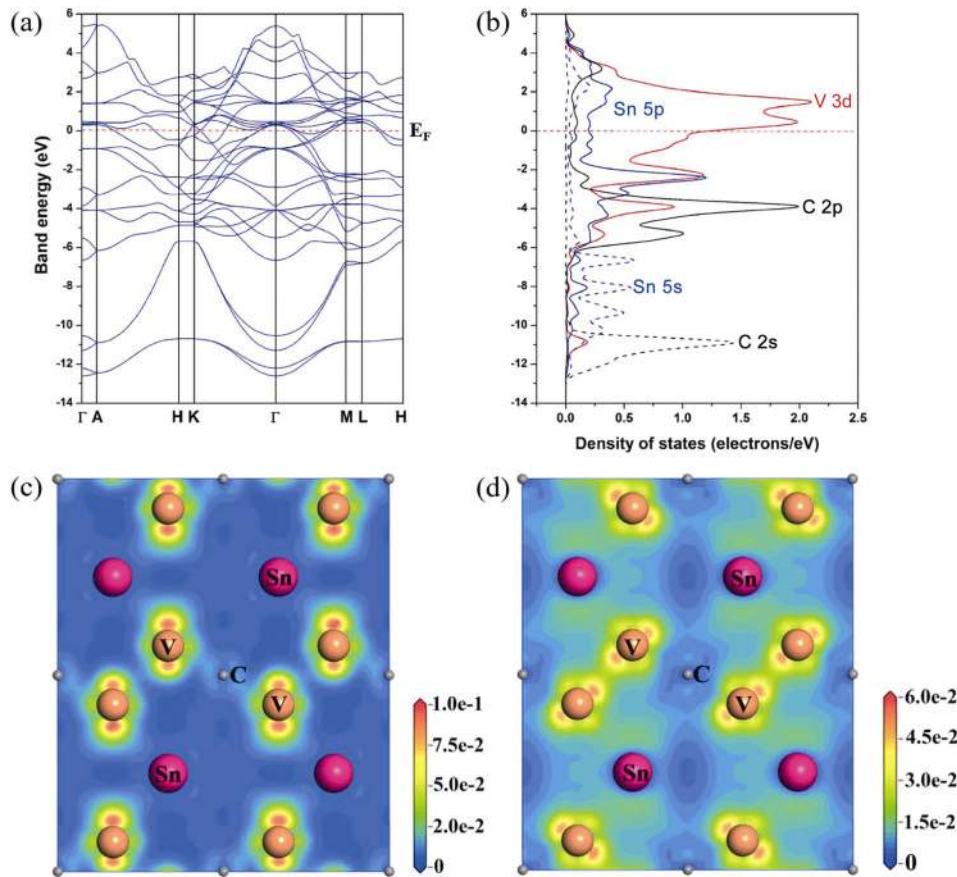 (a)
6
4
2
0
-2
-4
-6
-8
-10
-12
-14
Band energy (eV)
E_F
Γ A H K Γ M L H
(b)
6
4
2
0
-2
-4
-6
-8
-10
-12
-14
V 3d
Sn 5p
C 2p
Sn 5s
C 2s
0.0 0.5 1.0 1.5 2.0 2.5
Density of states (electrons/eV)
(c)
Sn
V
C
V
Sn
1.0e-1
7.5e-2
5.0e-2
2.0e-2
0
(d)
Sn
V
C
V
Sn
6.0e-2
4.5e-2
3.0e-2
1.5e-2
0